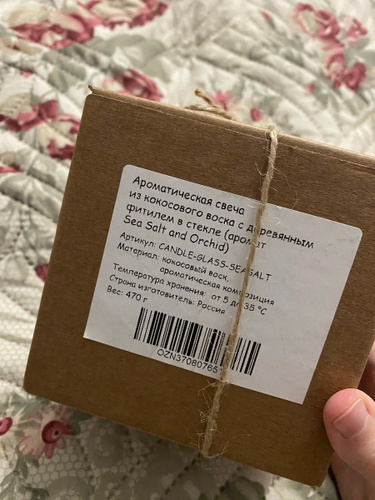 Ароматическая свеча
из кокосового воска с деревянным
фитилем в стекле (аромат
Sea Salt and Orchid)
Артикул: CANDLE-GLASS-SEASALT
Материал: кокосовый воск,
ароматическая композиция
Температура хранения: от 5 до 35 °C
Страна изготовитель: Россия
Вес: 470 г